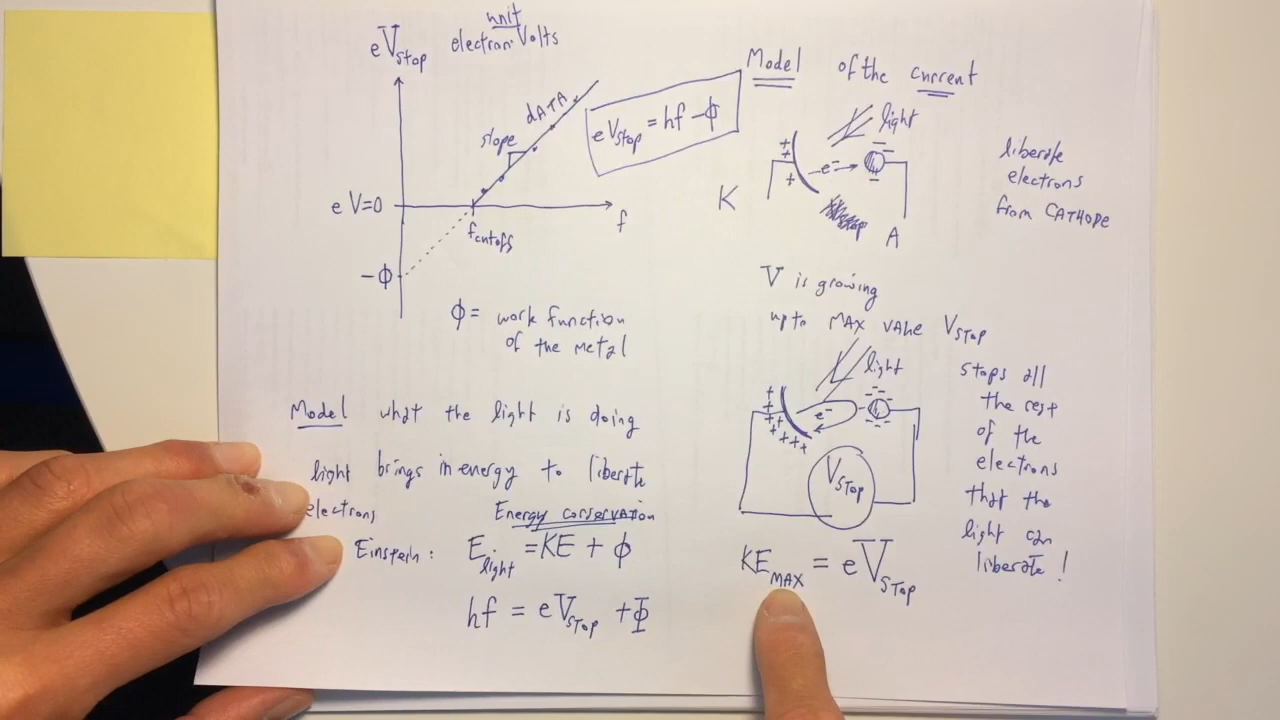 unit
eVstop electron Volts
dATA
slope
eVstop = hf - ϕ
e V=0
f
fcutoff
-ϕ
ϕ = work function
of the metal
Model what the light is doing
light brings in energy to liberate
electrons
Energy conservation
Einstein: Elight = KE + ϕ
hf = eVstop + Φ
Model of the current
light
++
+
e- →
K
A
liberate
electrons
from CATHODE
V is growing
up to MAX value Vstop
light
e-
VSTOP
stops all
the rest
of the
electrons
that the
light can
liberate!
KEMAX = eVSTOP